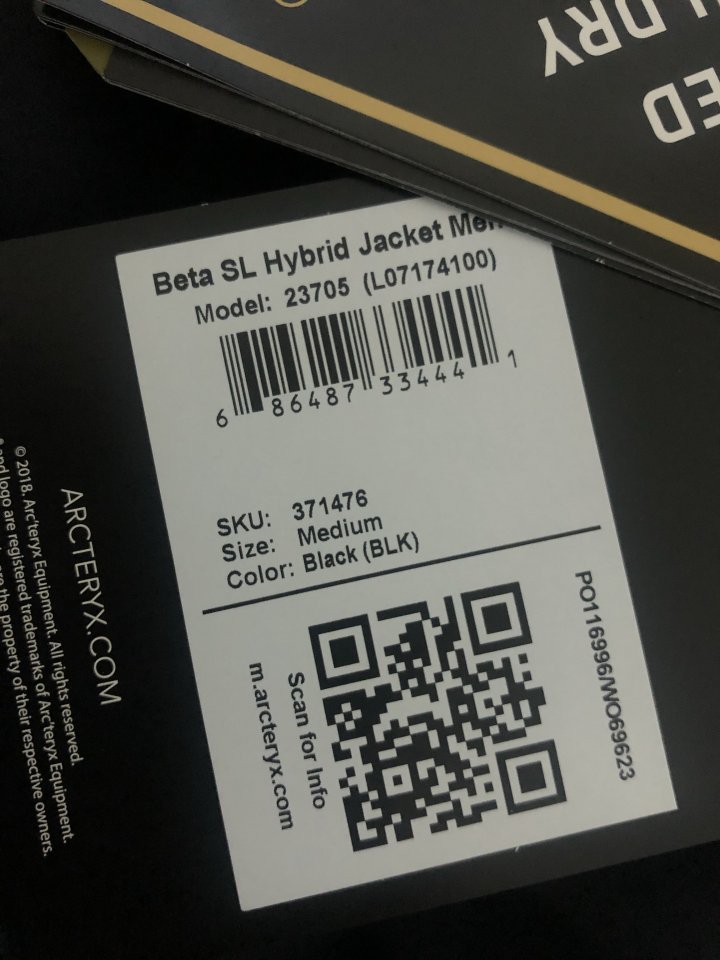 DRY
ED
Beta SL Hybrid Jacket
Model: 23705 (L07174100)
6 86487 33444 1
SKU: 371476
Size: Medium
Color: Black (BLK)
PO116996/WO69623
Scan for Info
m.arcteryx.com
ARCTERYX.COM
© 2018. Arc'teryx Equipment. All rights reserved.
and logo are registered trademarks of Arc'teryx Equipment.
the property of their respective owners.